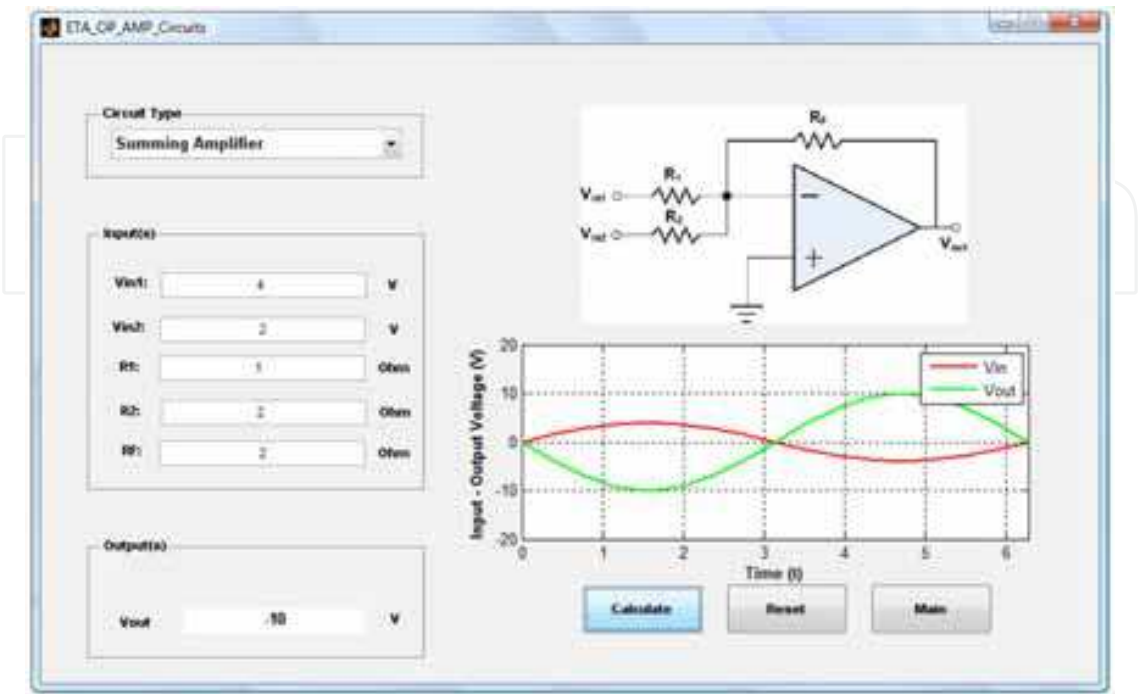 ETA_OP_AMP_Circuits
Circuit Type
Summing Amplifier
Input(s)
Vin1: 4 V
Vin2: 2 V
R1: 1 Ohm
R2: 2 Ohm
Rf: 2 Ohm
Output(s)
Vout -10 V
Rf
R1
Vin1
R2
Vin2
Vout
−
+
Input - Output Voltage (V)
20
10
0
-10
-20
0 1 2 3 4 5 6
Time (t)
Vin
Vout
Calculate Reset Main